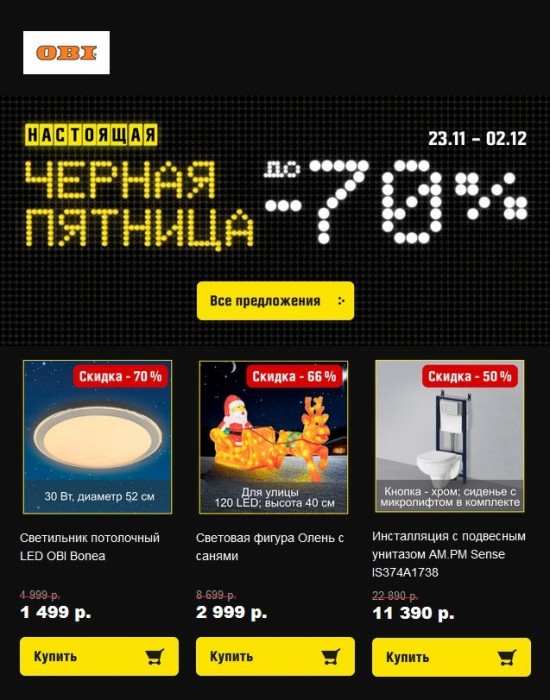 OBI
НАСТОЯЩАЯ
23.11 – 02.12
ЧЕРНАЯ
ПЯТНИЦА
до
-70%
Все предложения
Скидка - 70 %
Скидка - 66 %
Скидка - 50 %
30 Вт, диаметр 52 см
Для улицы
120 LED; высота 40 см
Кнопка - хром; сиденье с
микролифтом в комплекте
Светильник потолочный
LED OBI Bonea
Световая фигура Олень с
санями
Инсталляция с подвесным
унитазом AM.PM Sense
IS374A1738
4 999 р.
1 499 р.
8 699 р.
2 999 р.
22 890 р.
11 390 р.
Купить
Купить
Купить